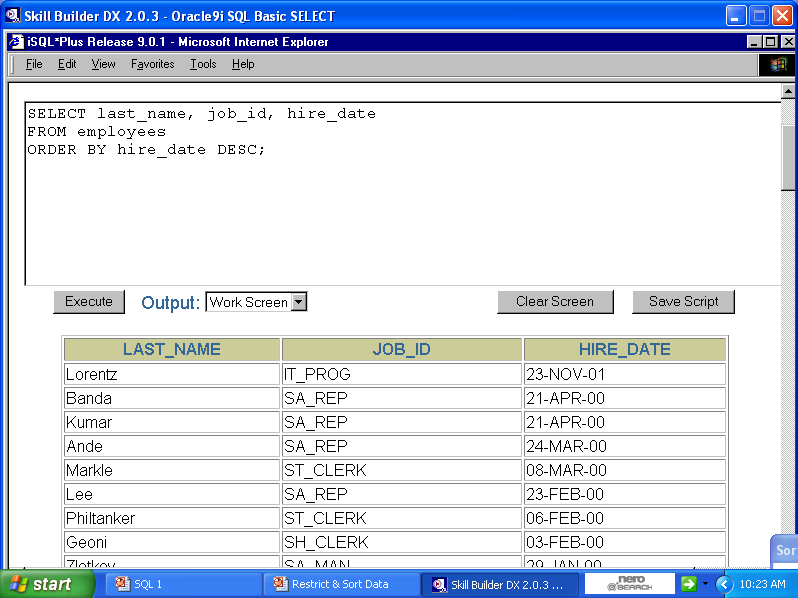 Skill Builder DX 2.0.3 - Oracle9i SQL Basic SELECT
iSQL*Plus Release 9.0.1 - Microsoft Internet Explorer
File Edit View Favorites Tools Help
SELECT last_name, job_id, hire_date
FROM employees
ORDER BY hire_date DESC;
Execute Output: Work Screen Clear Screen Save Script
LAST_NAME JOB_ID HIRE_DATE
Lorentz IT_PROG 23-NOV-01
Banda SA_REP 21-APR-00
Kumar SA_REP 21-APR-00
Ande SA_REP 24-MAR-00
Markle ST_CLERK 08-MAR-00
Lee SA_REP 23-FEB-00
Philtanker ST_CLERK 06-FEB-00
Geoni SH_CLERK 03-FEB-00
Zlotkey SA_MAN 29-JAN-00
Sor
start SQL 1 Restrict & Sort Data Skill Builder DX 2.0.3 ... nero SEARCH 10:23 AM